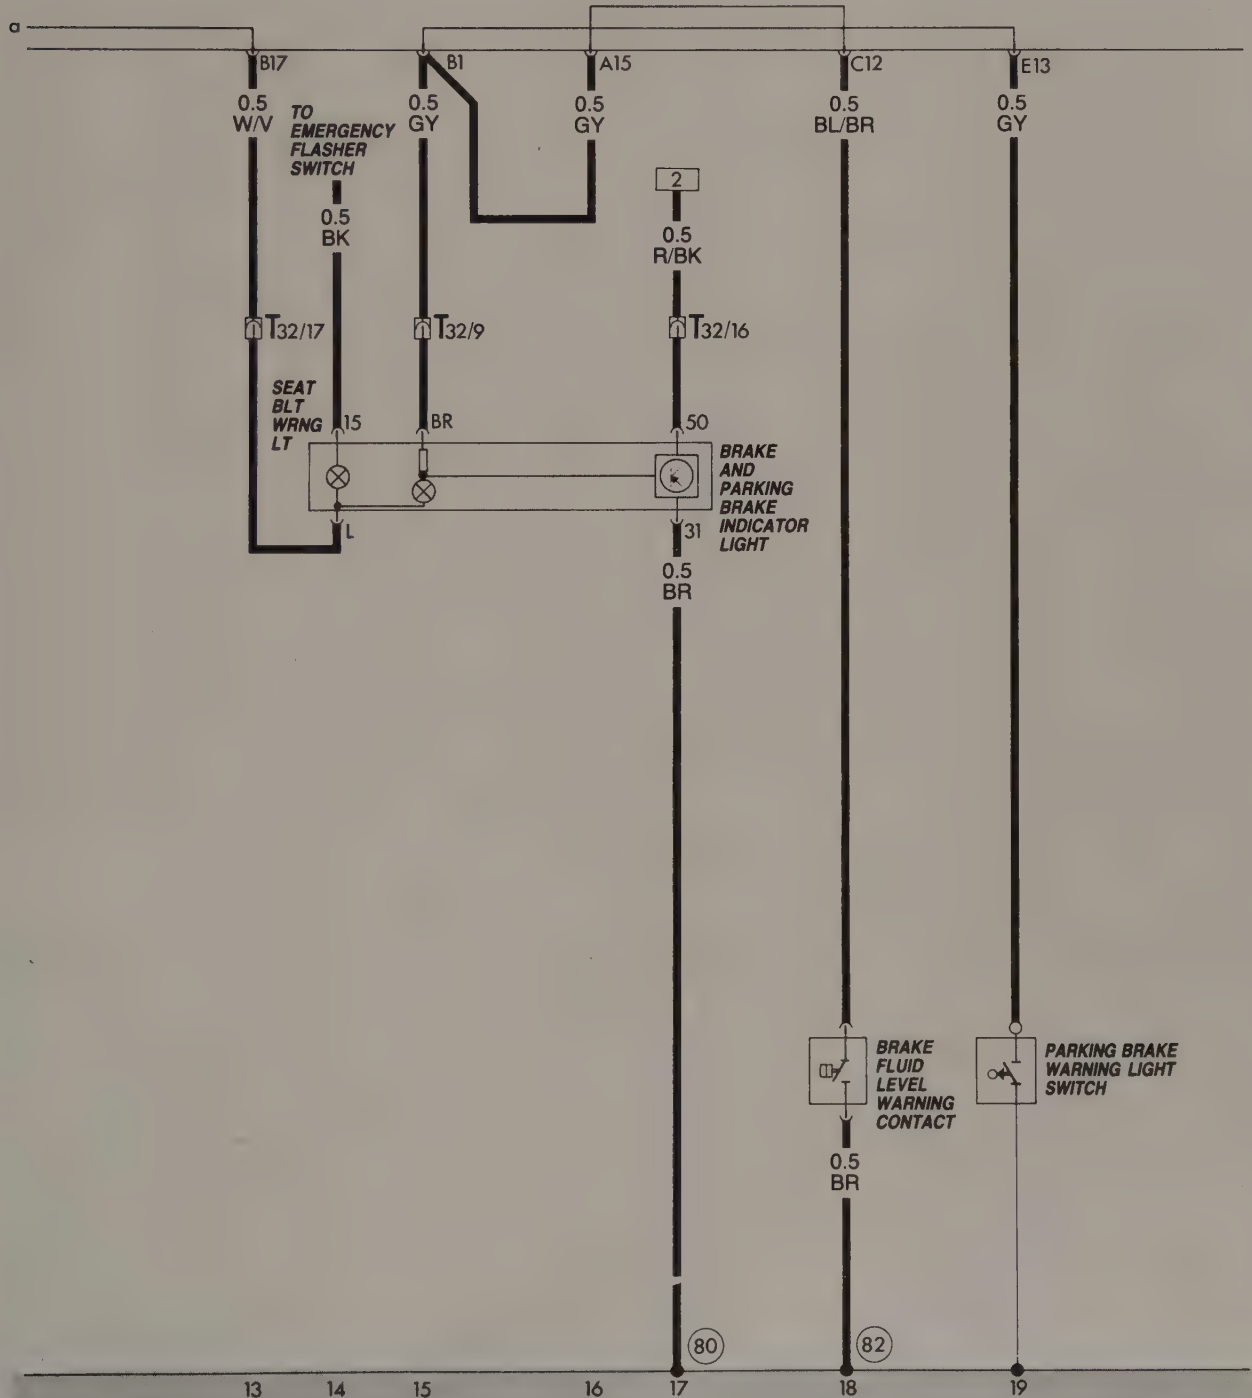 a
B17
B1
A15
C12
E13
0.5
W/V
TO
EMERGENCY
FLASHER
SWITCH
0.5
GY
0.5
GY
0.5
BL/BR
0.5
GY
2
0.5
BK
0.5
R/BK
T32/17
T32/9
T32/16
SEAT
BLT
WRNG
LT
15
BR
50
BRAKE
AND
PARKING
BRAKE
INDICATOR
LIGHT
L
31
0.5
BR
BRAKE
FLUID
LEVEL
WARNING
CONTACT
PARKING BRAKE
WARNING LIGHT
SWITCH
0.5
BR
80
82
13 14 15 16 17 18 19